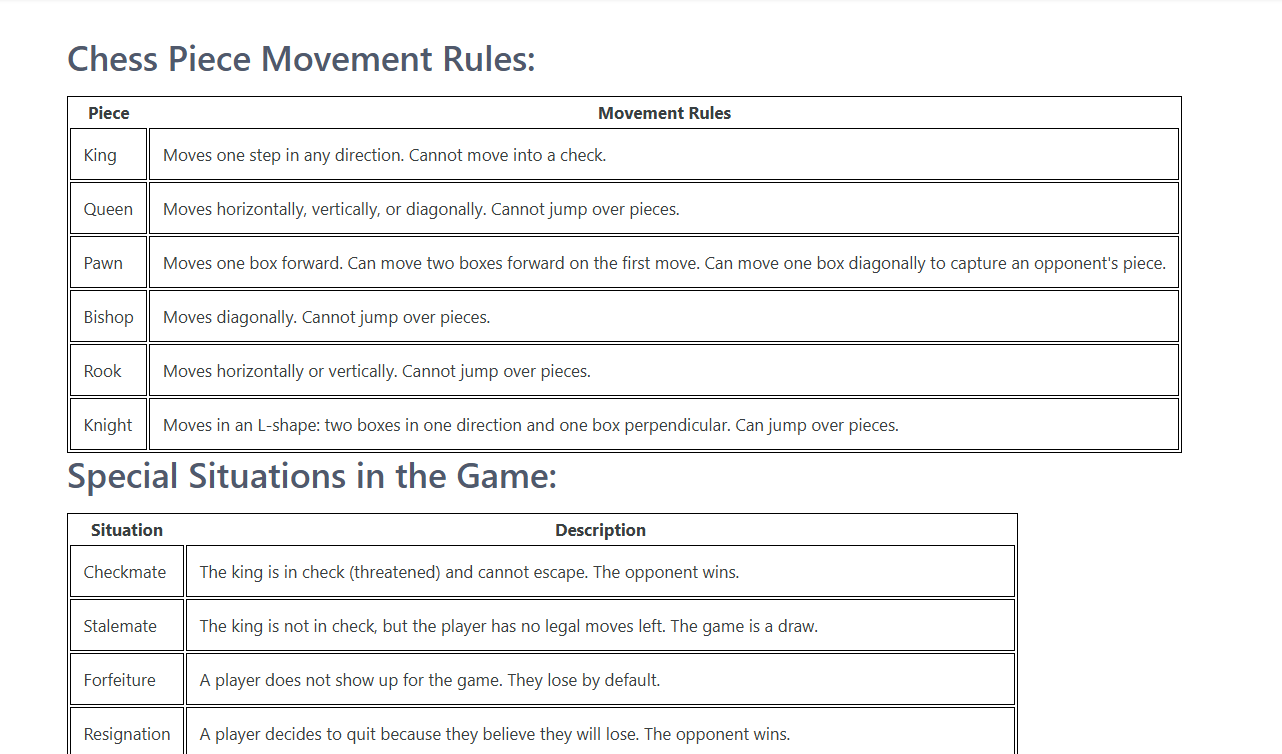 Chess Piece Movement Rules:
Piece Movement Rules
King Moves one step in any direction. Cannot move into a check.
Queen Moves horizontally, vertically, or diagonally. Cannot jump over pieces.
Pawn Moves one box forward. Can move two boxes forward on the first move. Can move one box diagonally to capture an opponent's piece.
Bishop Moves diagonally. Cannot jump over pieces.
Rook Moves horizontally or vertically. Cannot jump over pieces.
Knight Moves in an L-shape: two boxes in one direction and one box perpendicular. Can jump over pieces.
Special Situations in the Game:
Situation Description
Checkmate The king is in check (threatened) and cannot escape. The opponent wins.
Stalemate The king is not in check, but the player has no legal moves left. The game is a draw.
Forfeiture A player does not show up for the game. They lose by default.
Resignation A player decides to quit because they believe they will lose. The opponent wins.